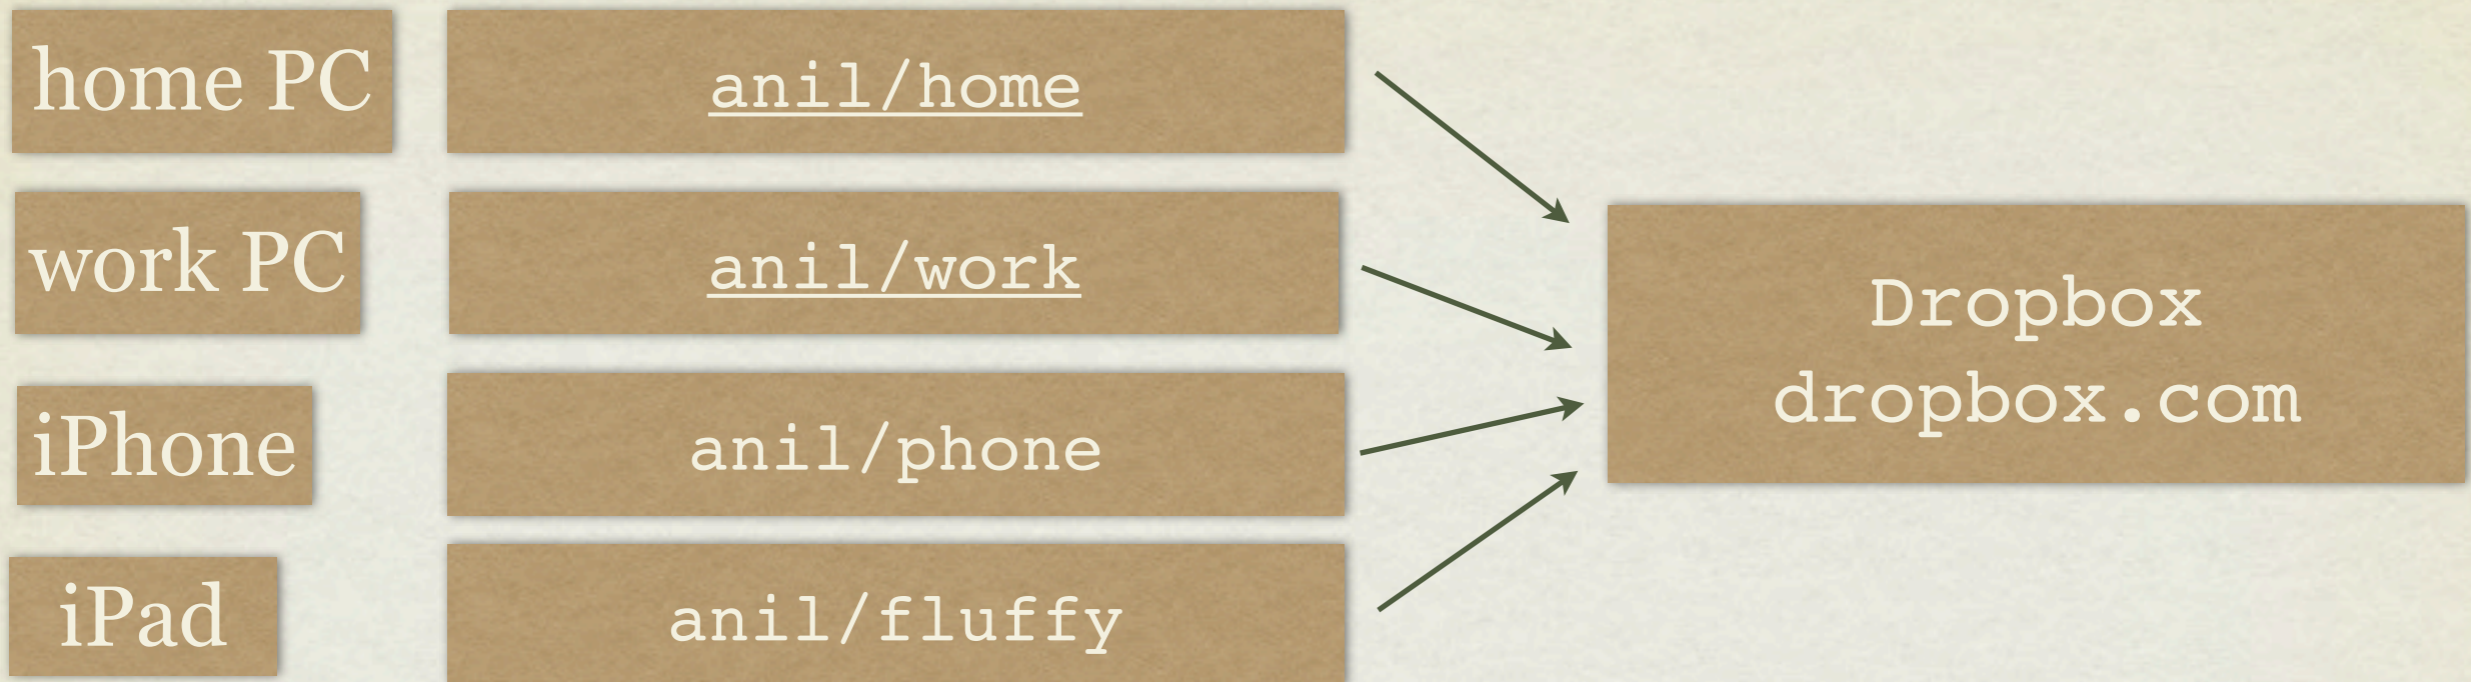 home PC
anil/home
work PC
anil/work
iPhone
anil/phone
iPad
anil/fluffy
Dropbox
dropbox.com